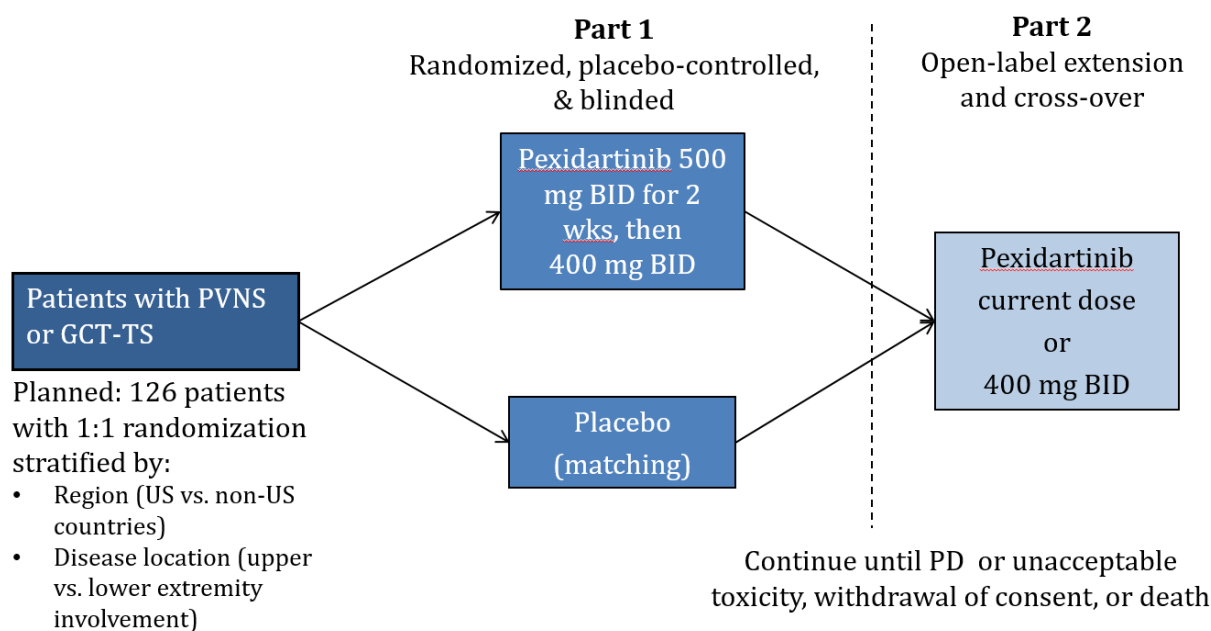 Part 1
Randomized, placebo-controlled,
& blinded
Part 2
Open-label extension
and cross-over
Pexidartinib 500
mg BID for 2
wks, then
400 mg BID
Patients with PVNS
or GCT-TS
Planned: 126 patients
with 1:1 randomization
stratified by:
• Region (US vs. non-US
countries)
• Disease location (upper
vs. lower extremity
involvement)
Placebo
(matching)
Pexidartinib
current dose
or
400 mg BID
Continue until PD or unacceptable
toxicity, withdrawal of consent, or death